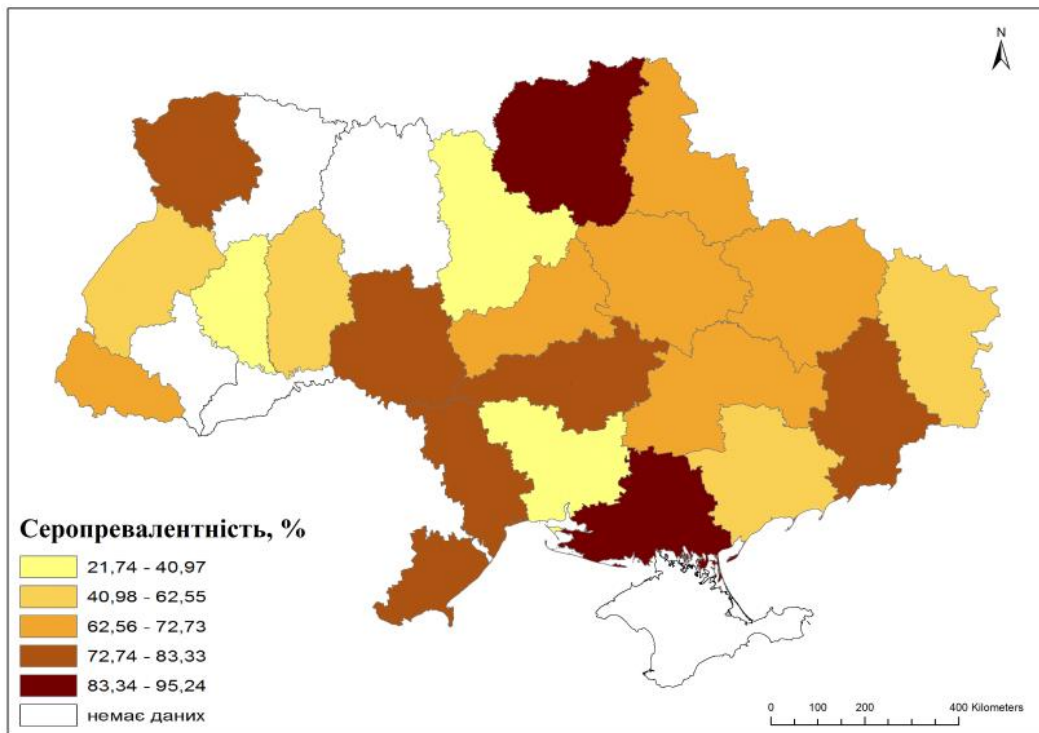 N
Серопревалентність, %
21,74 - 40,97
40,98 - 62,55
62,56 - 72,73
72,74 - 83,33
83,34 - 95,24
немає даних
0 100 200 400 Kilometers